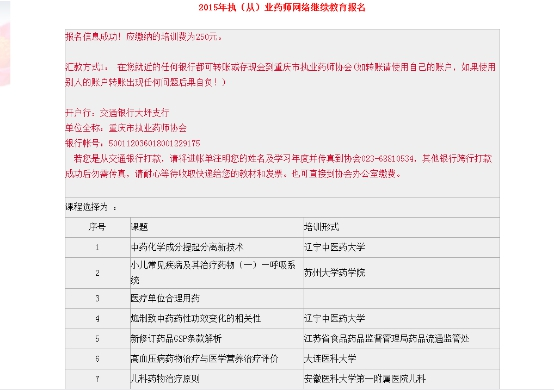 2015年执（从）业药师网络继续教育报名
报名信息成功！应缴纳的培训费为250元。
汇款方式1： 在您就近的任何银行都可转账或存现金到重庆市执业药师协会(如转账请使用自己的账户，如果使用
别人的账户转账出现任何问题后果自负！)
开户行：交通银行大坪支行
单位全称：重庆市执业药师协会
银行帐号：500112036018001229175
若您是从交通银行打款，请将进帐单注明您的姓名及学习年度并传真到协会023-68810534，其他银行跨行打款
成功后勿需传真。请耐心等待收取快递给您的教材和发票。也可直接到协会办公室缴费。
课程选择为 ：
序号 课题 培训形式
1 中药化学成分提起分离新技术 辽宁中医药大学
2 小儿常见疾病及其治疗药物（一）一呼吸系
统 苏州大学药学院
3 医疗单位合理用药
4 炮制致中药药性功效变化的相关性 辽宁中医药大学
5 新修订药品GSP条款解析 江苏省食品药品监督管理局药品流通监管处
6 高血压病药物治疗与医学营养治疗评价 大连医科大学
7 儿科药物治疗原则 安徽医科大学第一附属医院儿科